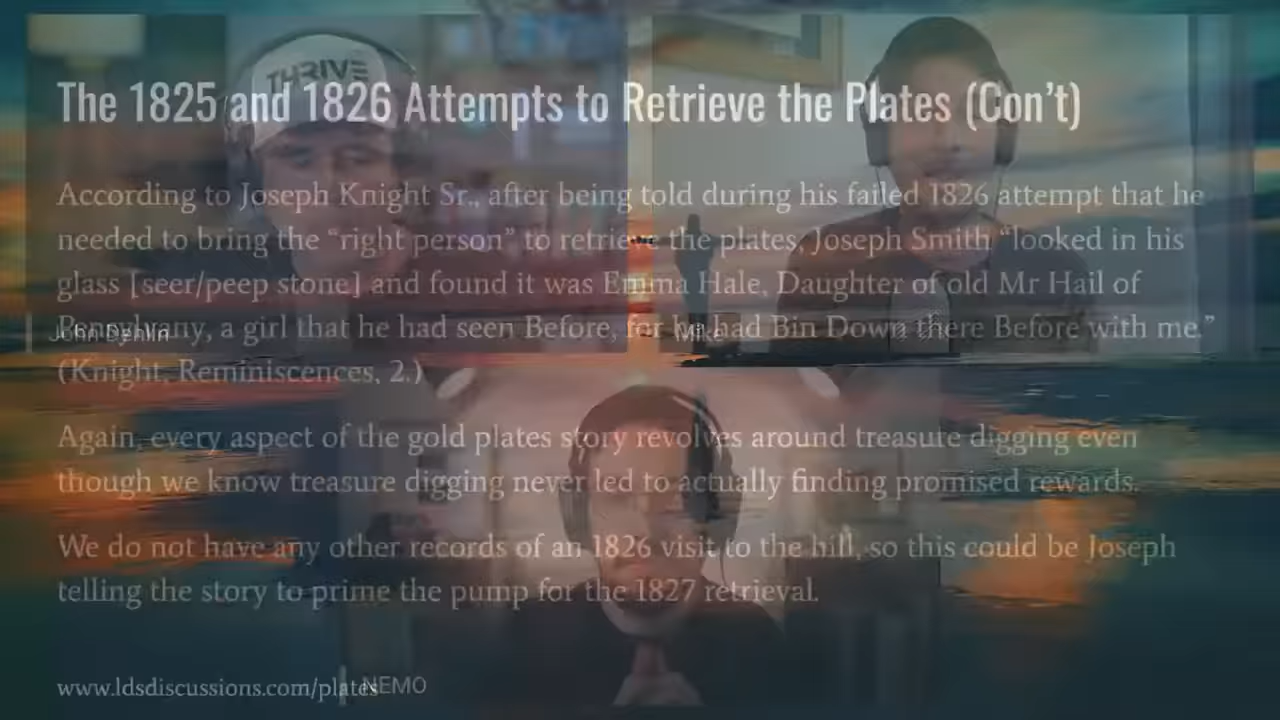 THRIVE
The 1825 and 1826 Attempts to Retrieve the Plates (Con't)
According to Joseph Knight Sr., after being told during his failed 1826 attempt that he
needed to bring the “right person” to retrieve the plates, Joseph Smith “looked in his
glass [seer/peep stone] and found it was Emma Hale, Daughter of old Mr Hail of
a girl that he had seen Before, for he had Bin Down there Before with me.”
John Dehlin
Mike
(Knight, Reminiscences, 2.)
Again, every aspect of the gold plates story revolves around treasure digging even
though we know treasure digging never led to actually finding promised rewards.
We do not have any other records of an 1826 visit to the hill, so this could be Joseph
telling the story to prime the pump for the 1827 retrieval.
www.ldsdiscussions.com/plates
NEMO